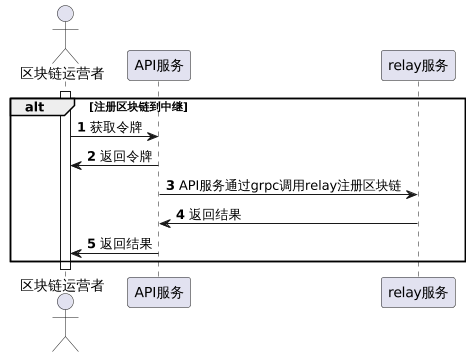 区块链运营者
API服务
relay服务
alt
[注册区块链到中继]
1 获取令牌
2 返回令牌
3 API服务通过grpc调用relay注册区块链
4 返回结果
5 返回结果
区块链运营者
API服务
relay服务